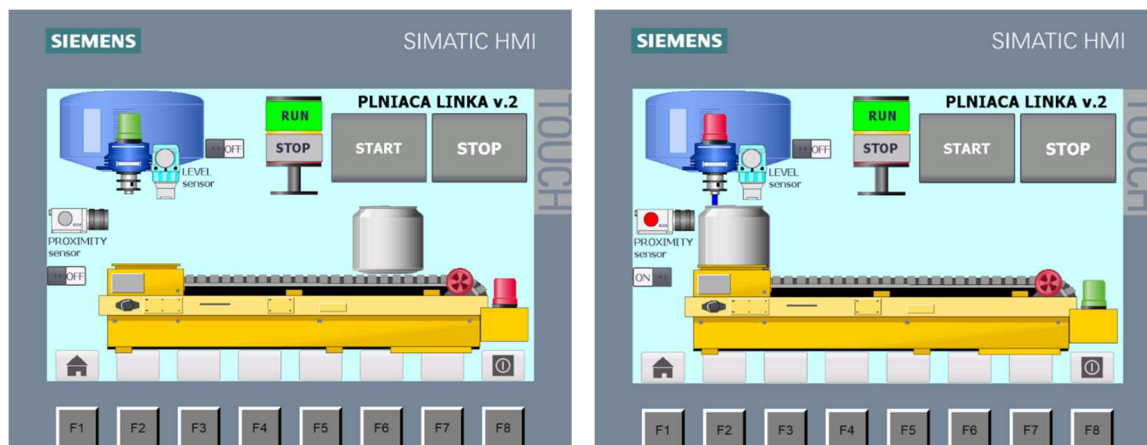 SIEMENS
SIMATIC HMI
TOUCH
PLNIACA LINKA v.2
RUN
STOP
START
STOP
OFF
LEVEL
sensor
PROXIMITY
sensor
OFF
F1
F2
F3
F4
F5
F6
F7
F8
SIEMENS
SIMATIC HMI
TOUCH
PLNIACA LINKA v.2
RUN
STOP
START
STOP
OFF
LEVEL
sensor
PROXIMITY
sensor
ON
F1
F2
F3
F4
F5
F6
F7
F8